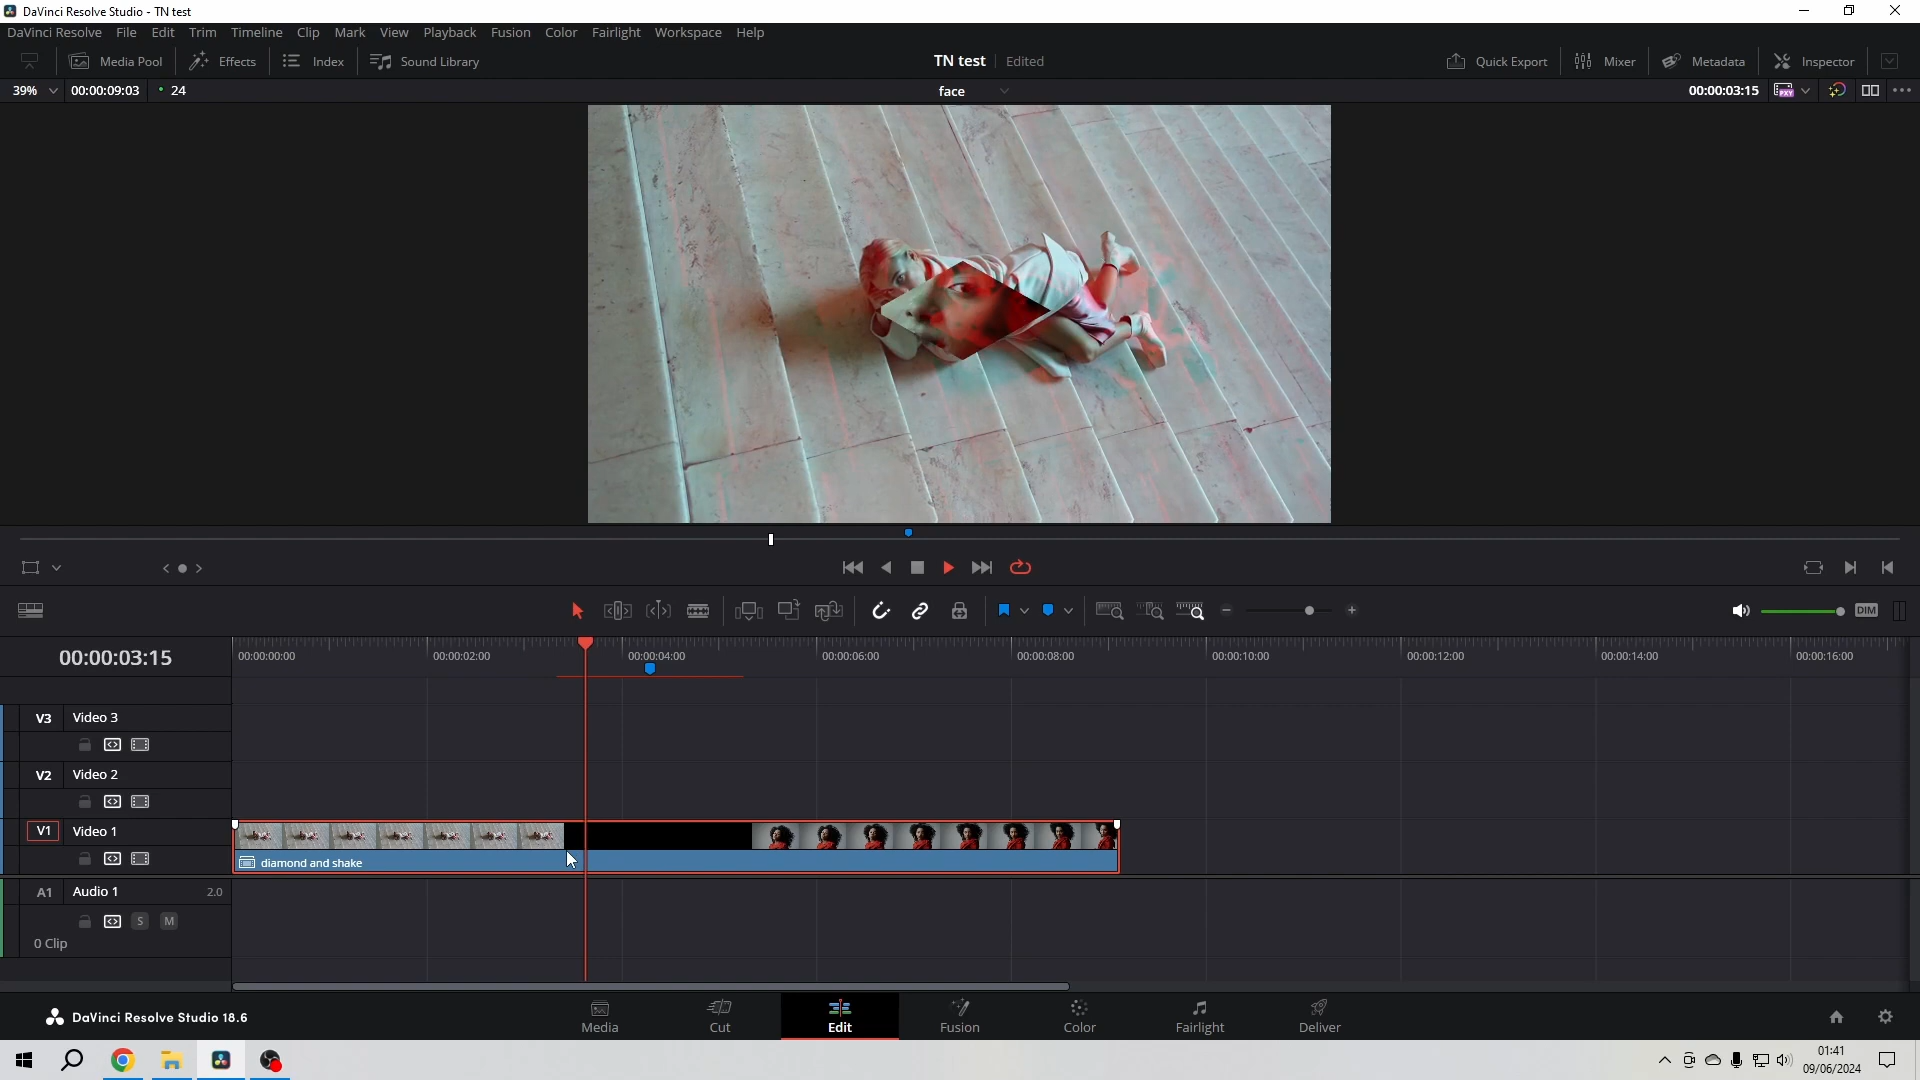 DaVinci Resolve Studio - TN test
DaVinci Resolve File Edit Trim Timeline Clip Mark View Playback Fusion Color Fairlight Workspace Help
Media Pool Effects Index Sound Library TN test Edited Quick Export Mixer Metadata Inspector
39% 00:00:09:03 24 face 00:00:03:15 PXY
DIM
00:00:03:15 00:00:00:00 00:00:02:00 00:00:04:00 00:00:06:00 00:00:08:00 00:00:10:00 00:00:12:00 00:00:14:00 00:00:16:00
V3 Video 3
V2 Video 2
V1 Video 1
diamond and shake
A1 Audio 1 2.0
S M
0 Clip
DaVinci Resolve Studio 18.6 Media Cut Edit Fusion Color Fairlight Deliver
01:41
09/06/2024